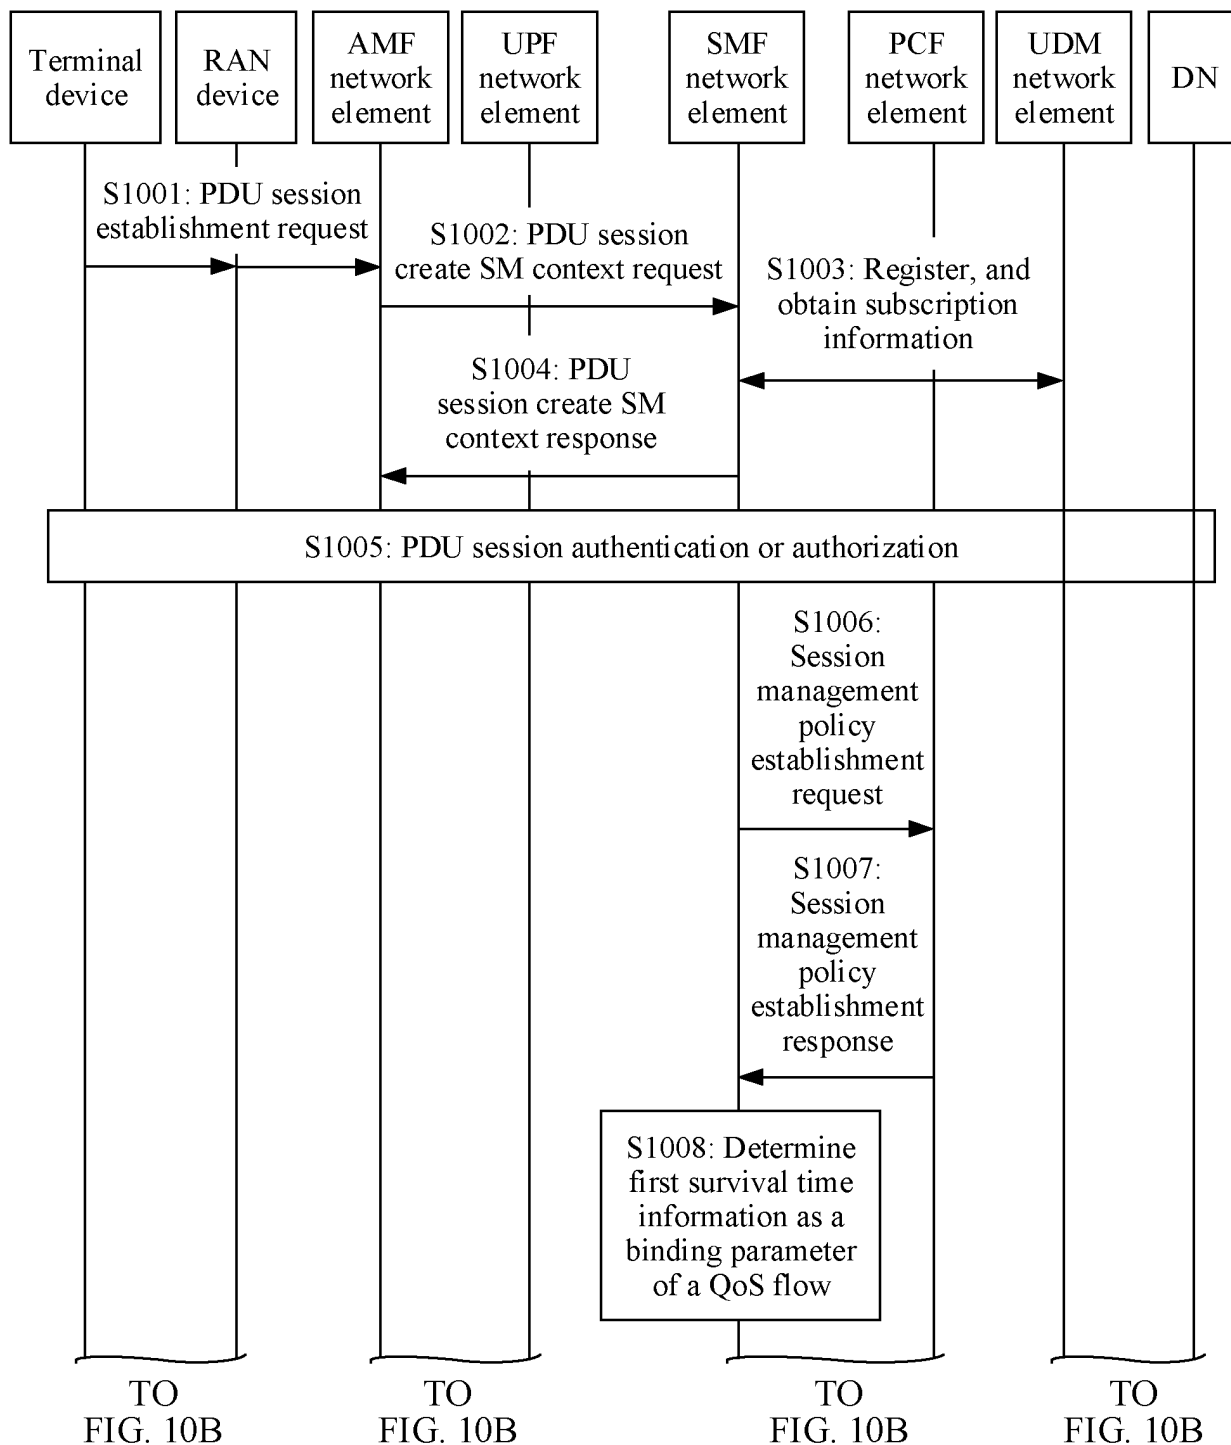 Terminal
device
RAN
device
AMF
network
element
UPF
network
element
SMF
network
element
PCF
network
element
UDM
network
element
DN
S1001: PDU session
establishment request
S1002: PDU session
create SM context request
S1003: Register, and
obtain subscription
information
S1004: PDU
session create SM
context response
S1005: PDU session authentication or authorization
S1006:
Session
management
policy
establishment
request
S1007:
Session
management
policy
establishment
response
S1008: Determine
first survival time
information as a
binding parameter
of a QoS flow
TO
FIG. 10B
TO
FIG. 10B
TO
FIG. 10B
TO
FIG. 10B